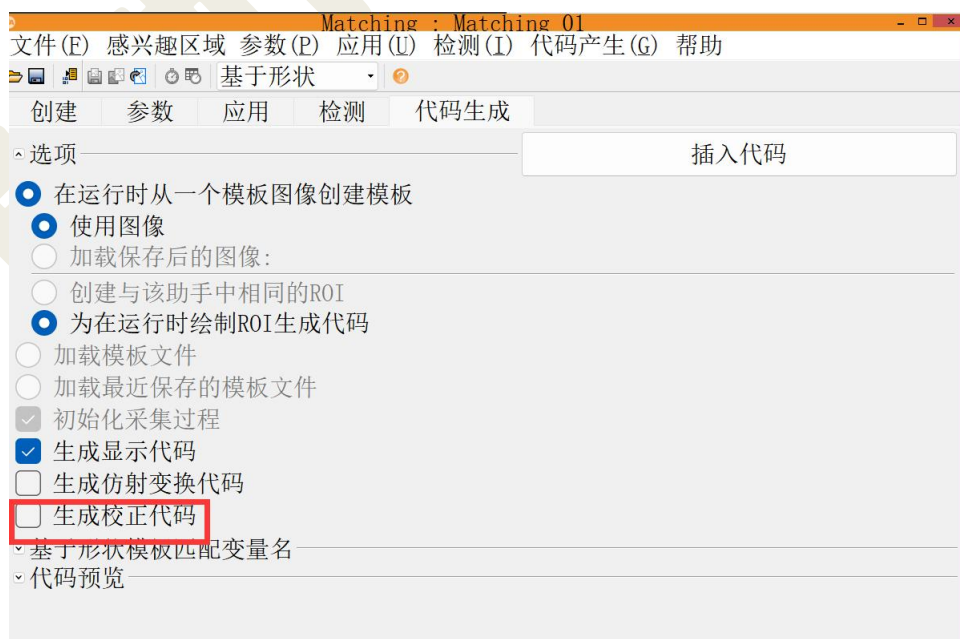 Matching : Matching 01
文件(F) 感兴趣区域 参数(P) 应用(U) 检测(I) 代码产生(G) 帮助
基于形状
创建 参数 应用 检测 代码生成
选项 插入代码
在运行时从一个模板图像创建模板
使用图像
加载保存后的图像:
创建与该助手中相同的ROI
为在运行时绘制ROI生成代码
加载模板文件
加载最近保存的模板文件
初始化采集过程
生成显示代码
生成仿射变换代码
生成校正代码
基于形状模板匹配变量名
代码预览